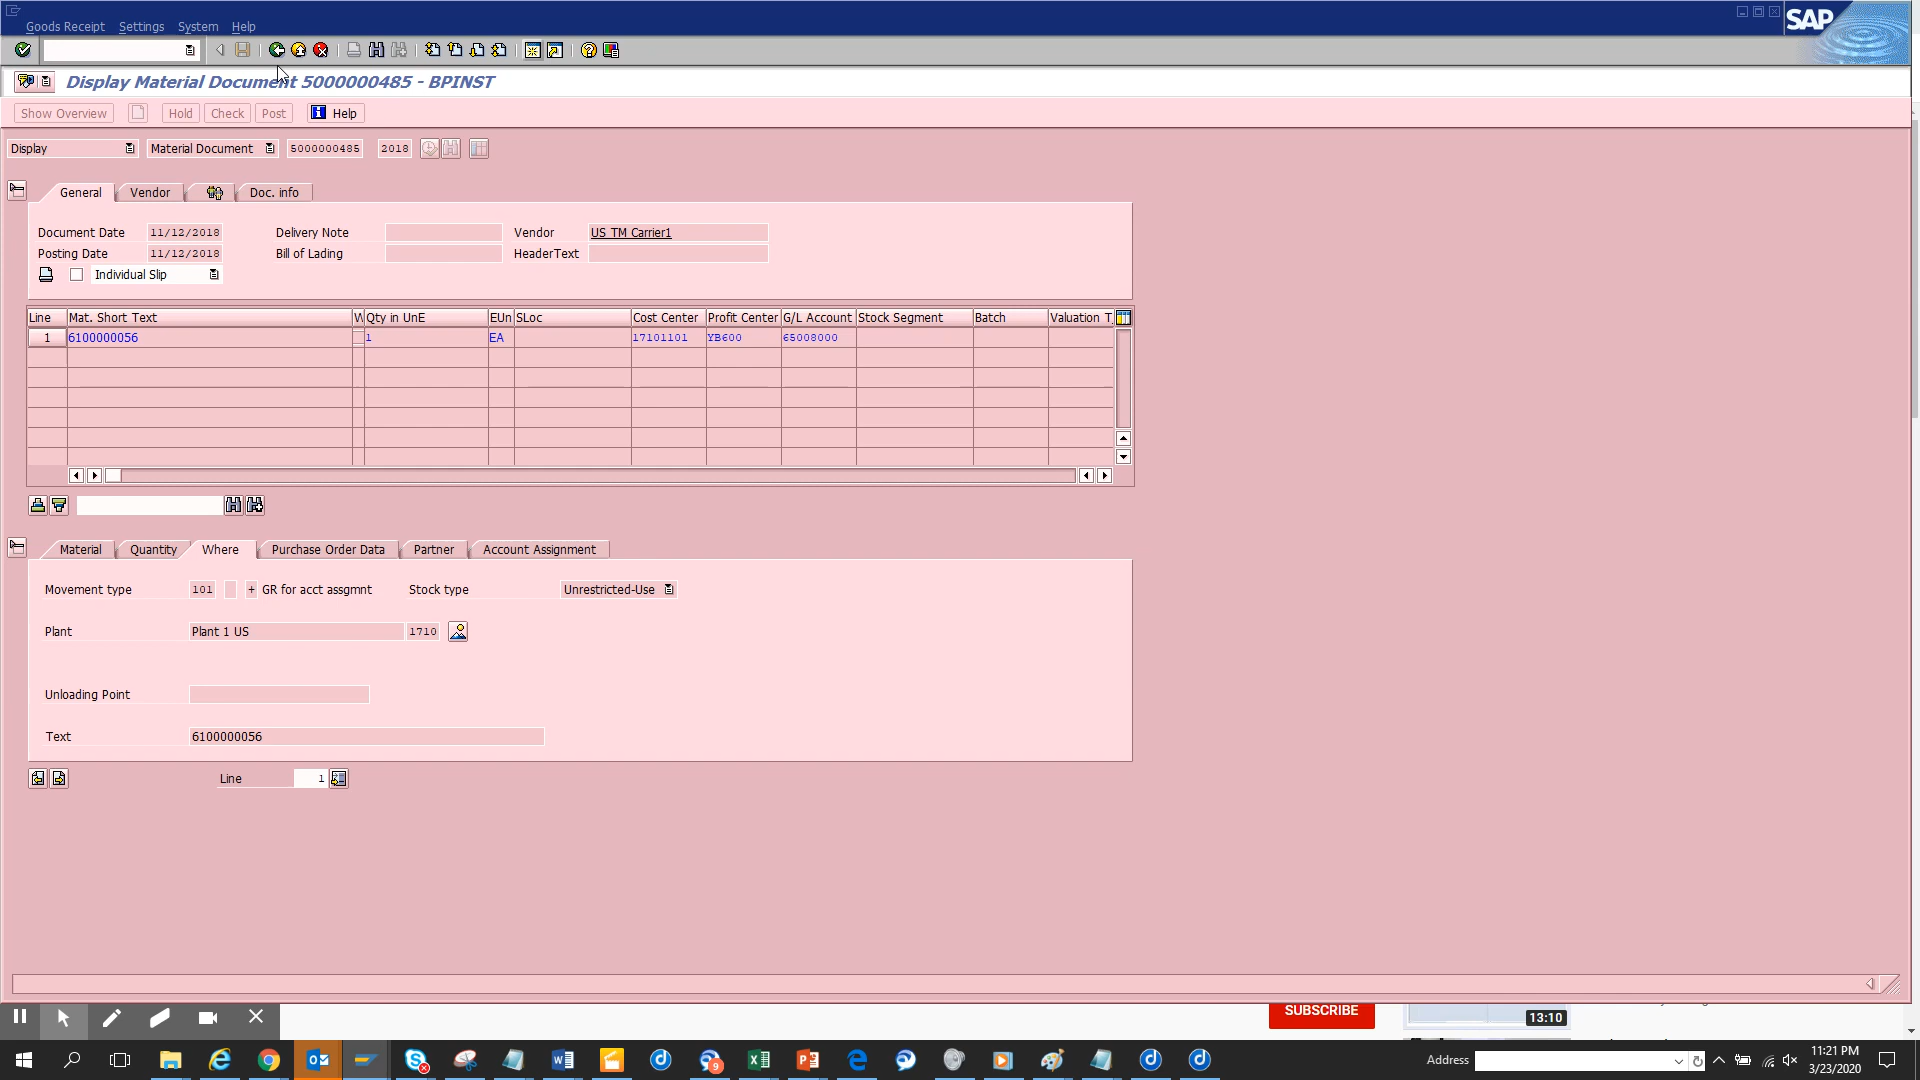 Goods Receipt Settings System Help
SAP
Display Material Document 5000000485 - BPINST
Show Overview Hold Check Post Help
Display Material Document 5000000485 2018
General Vendor Doc. info
Document Date 11/12/2018 Delivery Note Vendor US TM Carrier1
Posting Date 11/12/2018 Bill of Lading HeaderText
Individual Slip
Line Mat. Short Text W Qty in UnE EUn SLoc Cost Center Profit Center G/L Account Stock Segment Batch Valuation T
1 6100000056 1 EA 17101101 YB600 65008000
Material Quantity Where Purchase Order Data Partner Account Assignment
Movement type 101 + GR for acct assgmnt Stock type Unrestricted-Use
Plant Plant 1 US 1710
Unloading Point
Text 6100000056
Line 1
SUBSCRIBE
13:10
9
Address
11:21 PM
3/23/2020